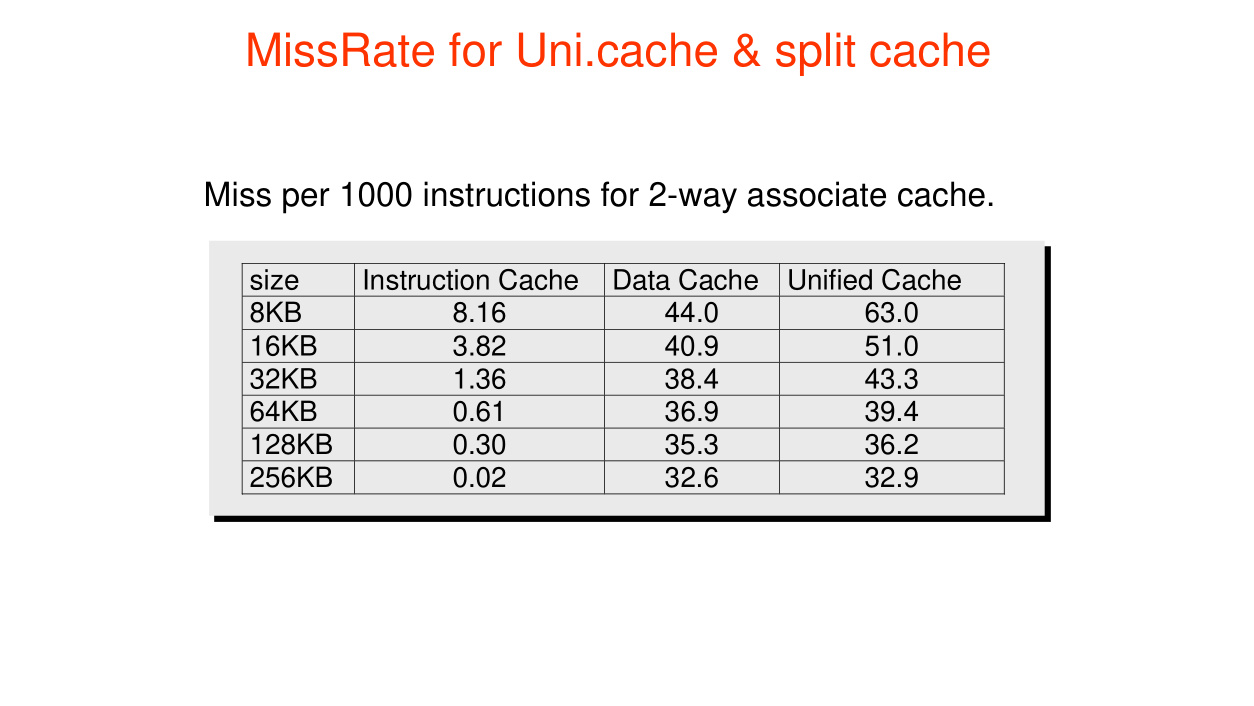 MissRate for Uni.cache & split cache
Miss per 1000 instructions for 2-way associate cache.
size Instruction Cache Data Cache Unified Cache
8KB 8.16 44.0 63.0
16KB 3.82 40.9 51.0
32KB 1.36 38.4 43.3
64KB 0.61 36.9 39.4
128KB 0.30 35.3 36.2
256KB 0.02 32.6 32.9